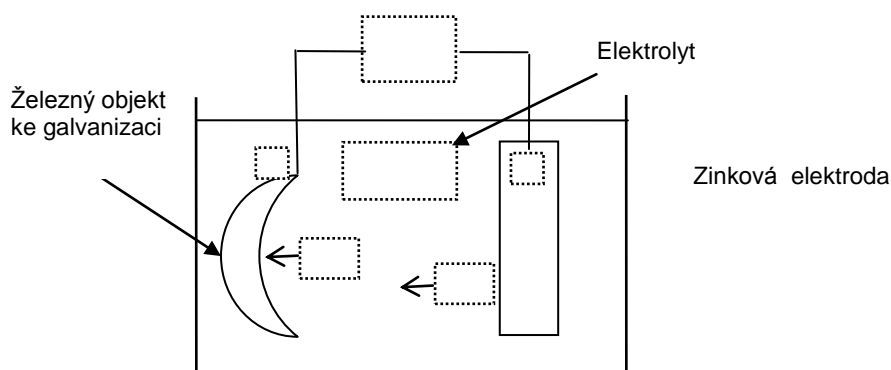 Elektrolyt
Železný objekt
ke galvanizaci
Zinková elektroda